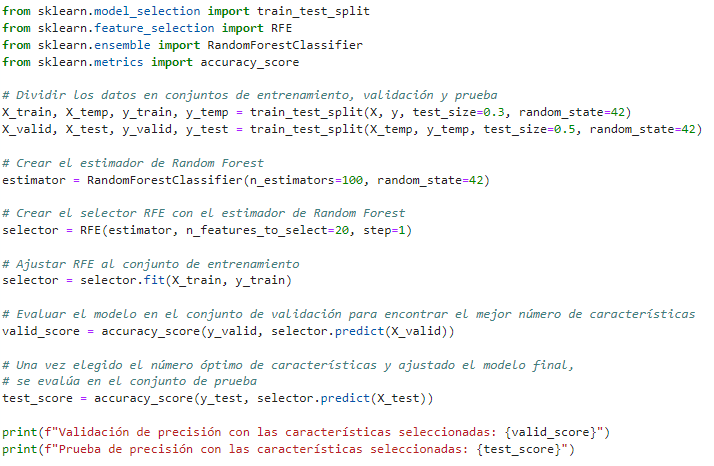 from sklearn.model_selection import train_test_split
from sklearn.feature_selection import RFE
from sklearn.ensemble import RandomForestClassifier
from sklearn.metrics import accuracy_score

# Dividir los datos en conjuntos de entrenamiento, validación y prueba
X_train, X_temp, y_train, y_temp = train_test_split(X, y, test_size=0.3, random_state=42)
X_valid, X_test, y_valid, y_test = train_test_split(X_temp, y_temp, test_size=0.5, random_state=42)

# Crear el estimador de Random Forest
estimator = RandomForestClassifier(n_estimators=100, random_state=42)

# Crear el selector RFE con el estimador de Random Forest
selector = RFE(estimator, n_features_to_select=20, step=1)

# Ajustar RFE al conjunto de entrenamiento
selector = selector.fit(X_train, y_train)

# Evaluar el modelo en el conjunto de validación para encontrar el mejor número de características
valid_score = accuracy_score(y_valid, selector.predict(X_valid))

# Una vez elegido el número óptimo de características y ajustado el modelo final,
# se evalúa en el conjunto de prueba
test_score = accuracy_score(y_test, selector.predict(X_test))

print(f"Validación de precisión con las características seleccionadas: {valid_score}")
print(f"Prueba de precisión con las características seleccionadas: {test_score}")